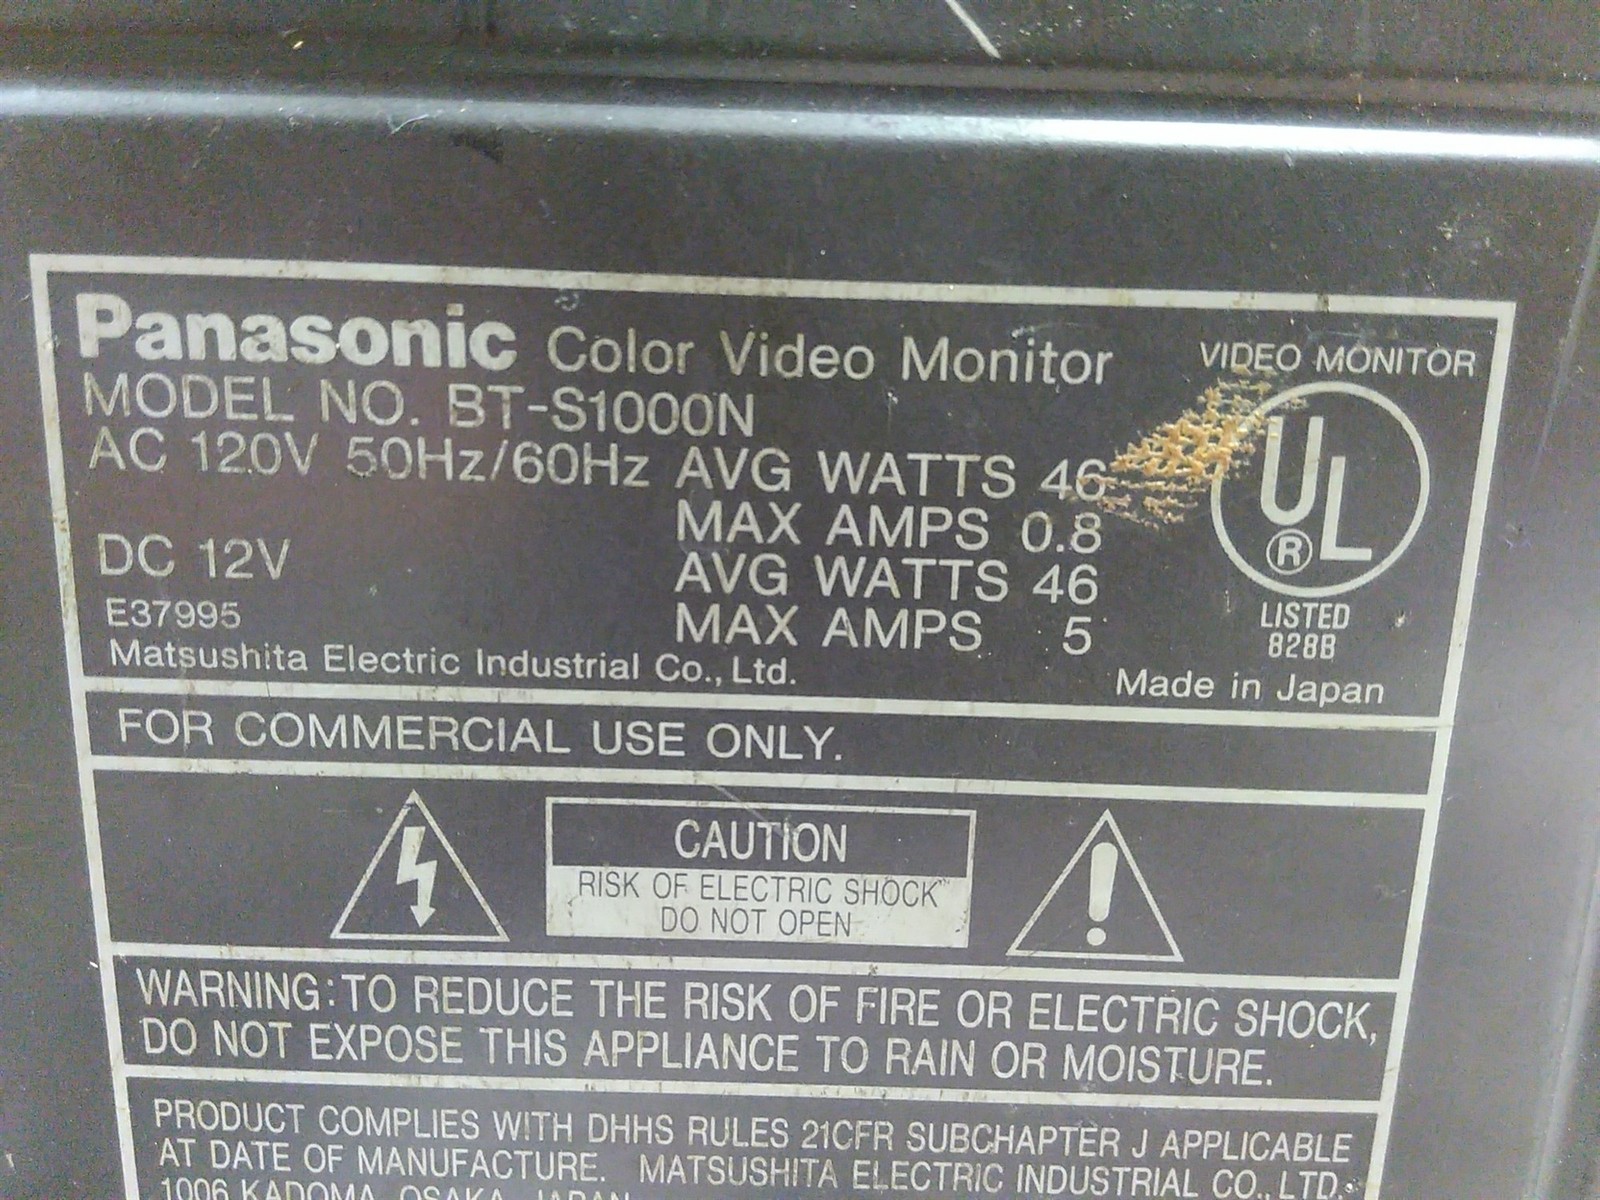 Panasonic Color Video Monitor
VIDEO MONITOR
MODEL NO. BT-S1000N
AC 120V 50Hz/60Hz AVG WATTS 46
MAX AMPS 0.8
DC 12V AVG WATTS 46
MAX AMPS 5
E37995
Matsushita Electric Industrial Co., Ltd.
UL
®
LISTED
828B
Made in Japan
FOR COMMERCIAL USE ONLY.
CAUTION
RISK OF ELECTRIC SHOCK
DO NOT OPEN
WARNING: TO REDUCE THE RISK OF FIRE OR ELECTRIC SHOCK,
DO NOT EXPOSE THIS APPLIANCE TO RAIN OR MOISTURE.
PRODUCT COMPLIES WITH DHHS RULES 21CFR SUBCHAPTER J APPLICABLE
AT DATE OF MANUFACTURE. MATSUSHITA ELECTRIC INDUSTRIAL CO., LTD.
1006 KADOMA, OSAKA, JAPAN